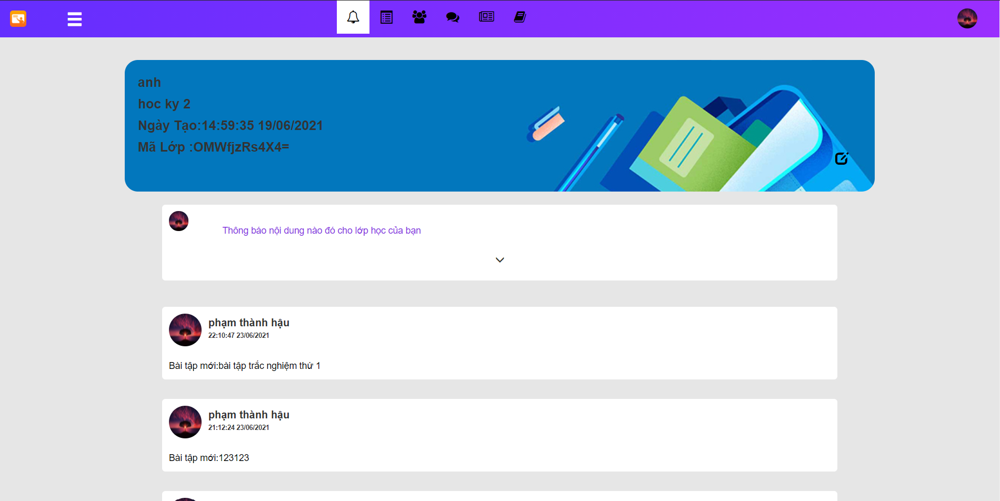 anh
hoc ky 2
Ngày Tạo:14:59:35 19/06/2021
Mã Lớp :OMWfjzRs4X4=
Thông báo nội dung nào đó cho lớp học của bạn
phạm thành hậu
22:10:47 23/06/2021
Bài tập mới:bài tập trắc nghiệm thứ 1
phạm thành hậu
21:12:24 23/06/2021
Bài tập mới:123123